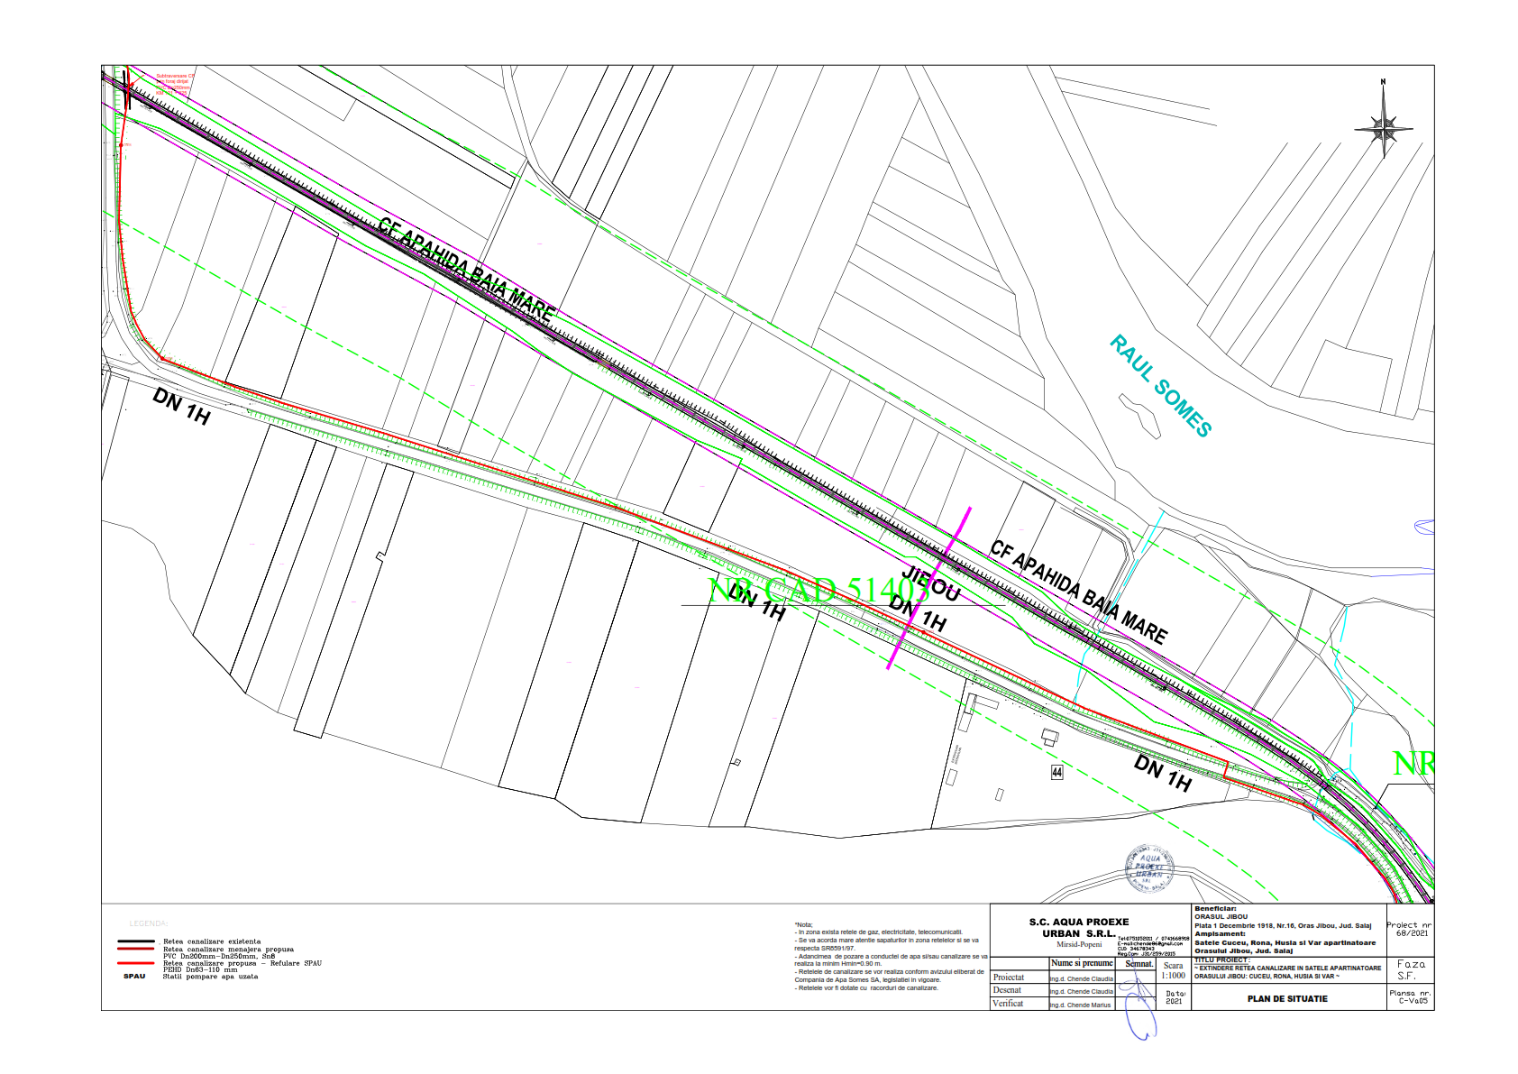 N
CF APAHIDA BAIA MARE
RAUL SOMES
DN 1H
CF APAHIDA BAIA MARE
JIBOU
NR CAD 51405
DN 1H
DN 1H
DN 1H
44
NR
AQUA
PROEXE
URBAN
LEGENDA:
Retea canalizare existenta
Retea canalizare menajera propusa
PVC Dn200mm-Dn250mm, Sn8
Retea canalizare propusa - Refulare SPAU
PEHD Dn63-110 mm
SPAU Statii pompare apa uzata
*Nota;
- In zona exista retele de gaz, electricitate, telecomunicatii.
- Se va acorda mare atentie sapaturilor in zona retelelor si se va
respecta SR8591/97.
- Adancimea de pozare a conductei de apa si/sau canalizare se va
realiza la minim Hmin=0.90 m.
- Retelele de canalizare se vor realiza conform avizului eliberat de
Compania de Apa Somes SA, legislatiei in vigoare.
- Retelele vor fi dotate cu racorduri de canalizare.
S.C. AQUA PROEXE
URBAN S.R.L.
Mirsid-Popeni
Nume si prenume
Semnat.
Scara
1:1000
Proiectat
ing.d. Chende Claudia
Desenat
ing.d. Chende Claudia
Verificat
ing.d. Chende Marius
Data:
2021
Beneficiar:
ORASUL JIBOU
Piata 1 Decembrie 1918, Nr.16, Oras Jibou, Jud. Salaj
Ampisament:
Satele Cuceu, Rona, Husia si Var apartinatoare
Orasului Jibou, Jud. Salaj
TITLU PROIECT:
~ EXTINDERE RETEA CANALIZARE IN SATELE APARTINATOARE
ORASULUI JIBOU: CUCEU, RONA, HUSIA SI VAR ~
PLAN DE SITUATIE
Proiect nr
68/2021
Faza
S.F.
Plansa nr.
C-Va05